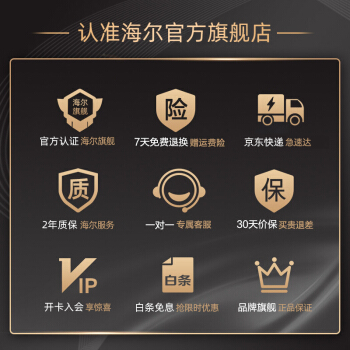 认准海尔官方旗舰店
海尔
旗舰
险
官方认证 海尔旗舰
7天免费退换 赠运费险
京东快递 急速达
质
保
2年质保 海尔服务
一对一 专属客服
30天价保 买贵退差
VIP
白条
开卡入会 享惊喜
白条免息 抢限时优惠
品牌旗舰 正品保证